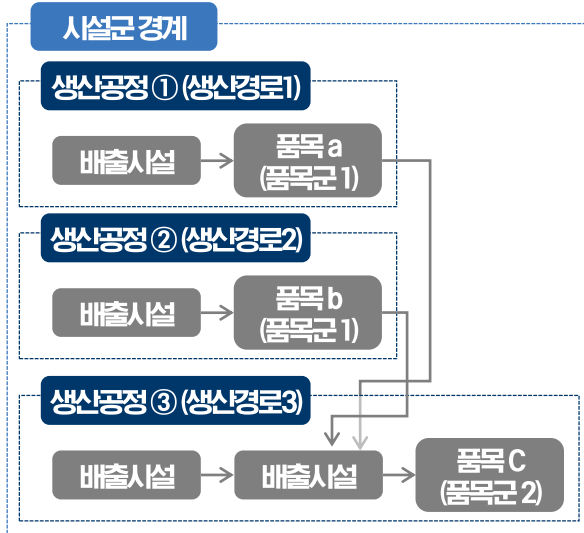 시설군 경계
생산공정 ① (생산경로1)
배출시설
품목 a
(품목군 1)
생산공정 ② (생산경로2)
배출시설
품목 b
(품목군 1)
생산공정 ③ (생산경로3)
배출시설
배출시설
품목 C
(품목군 2)